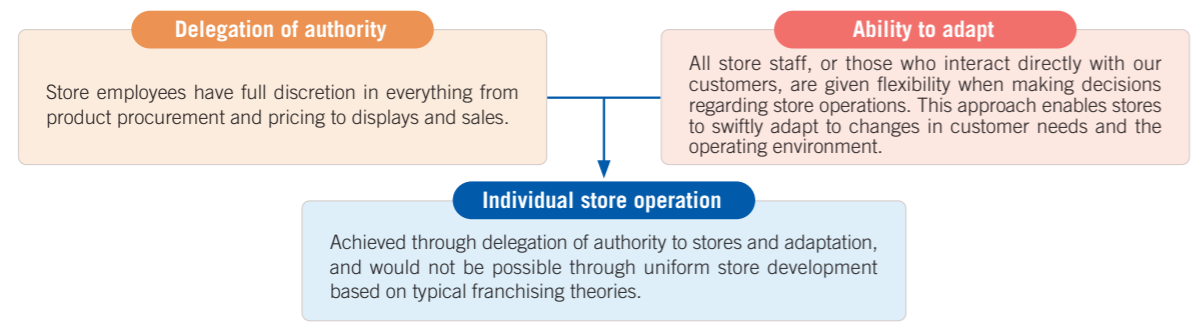 Delegation of authority
Store employees have full discretion in everything from
product procurement and pricing to displays and sales.
Ability to adapt
All store staff, or those who interact directly with our
customers, are given flexibility when making decisions
regarding store operations. This approach enables stores
to swiftly adapt to changes in customer needs and the
operating environment.
Individual store operation
Achieved through delegation of authority to stores and adaptation,
and would not be possible through uniform store development
based on typical franchising theories.